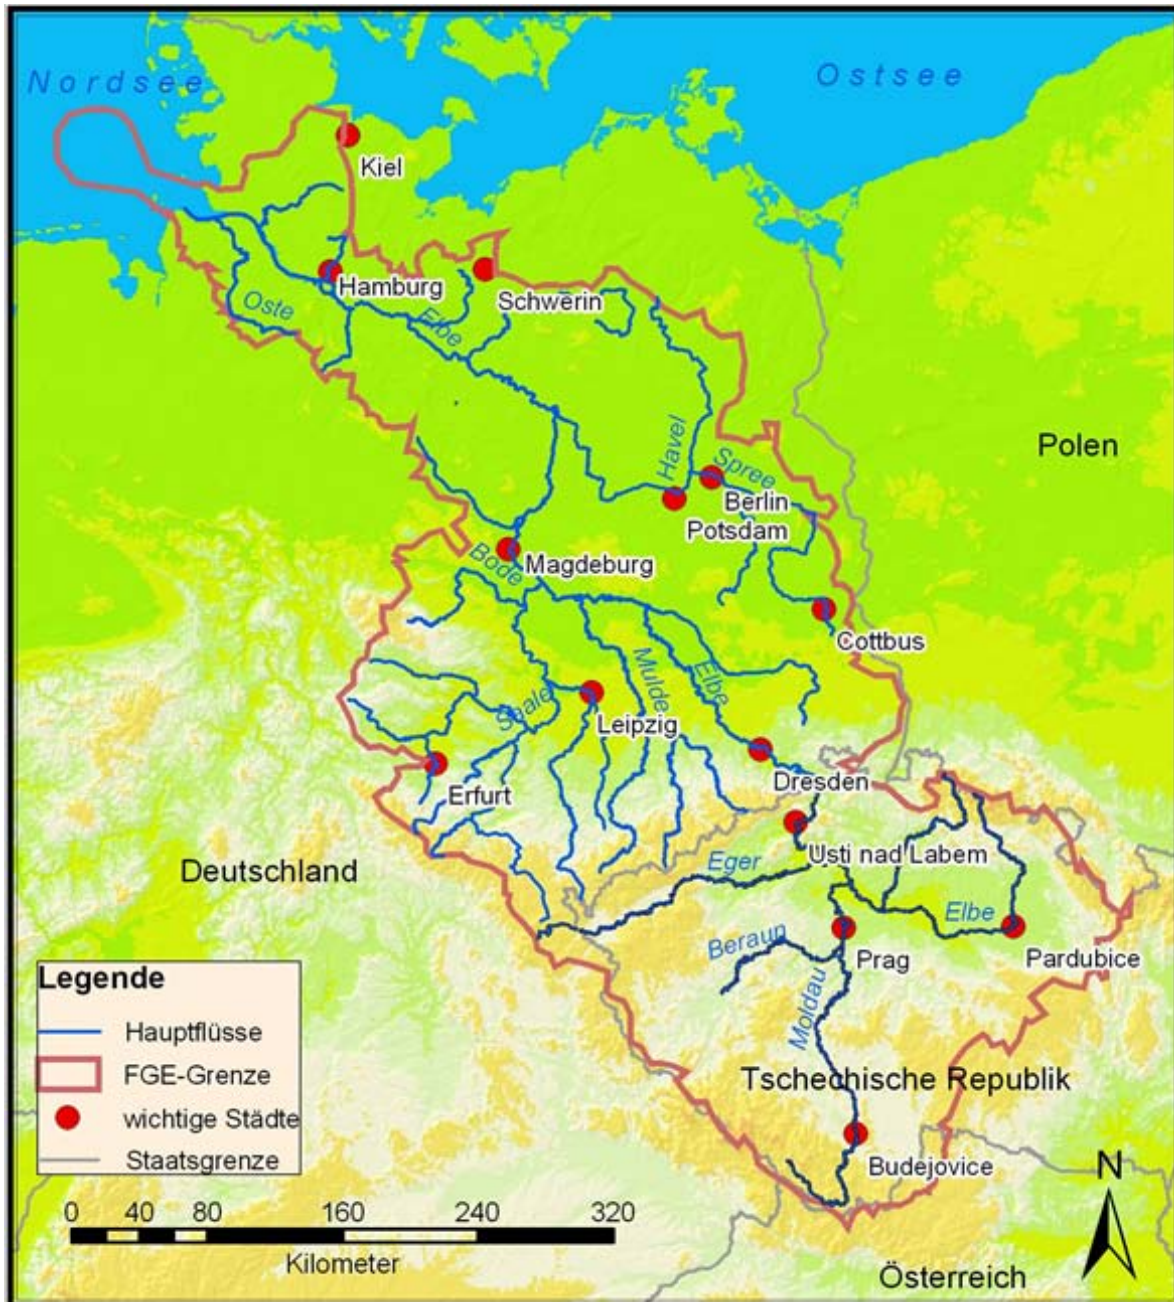 Nordsee
Ostsee
Kiel
Hamburg
Schwerin
Oste
Elbe
Polen
Havel
Spree
Berlin
Potsdam
Bode
Magdeburg
Cottbus
Elbe
Mulde
Saale
Leipzig
Dresden
Erfurt
Usti nad Labem
Eger
Deutschland
Elbe
Beraun
Prag
Pardubice
Moldau
Legende
Hauptflüsse
FGE-Grenze
wichtige Städte
Staatsgrenze
Tschechische Republik
Budejovice
N
0 40 80 160 240 320
Kilometer
Österreich